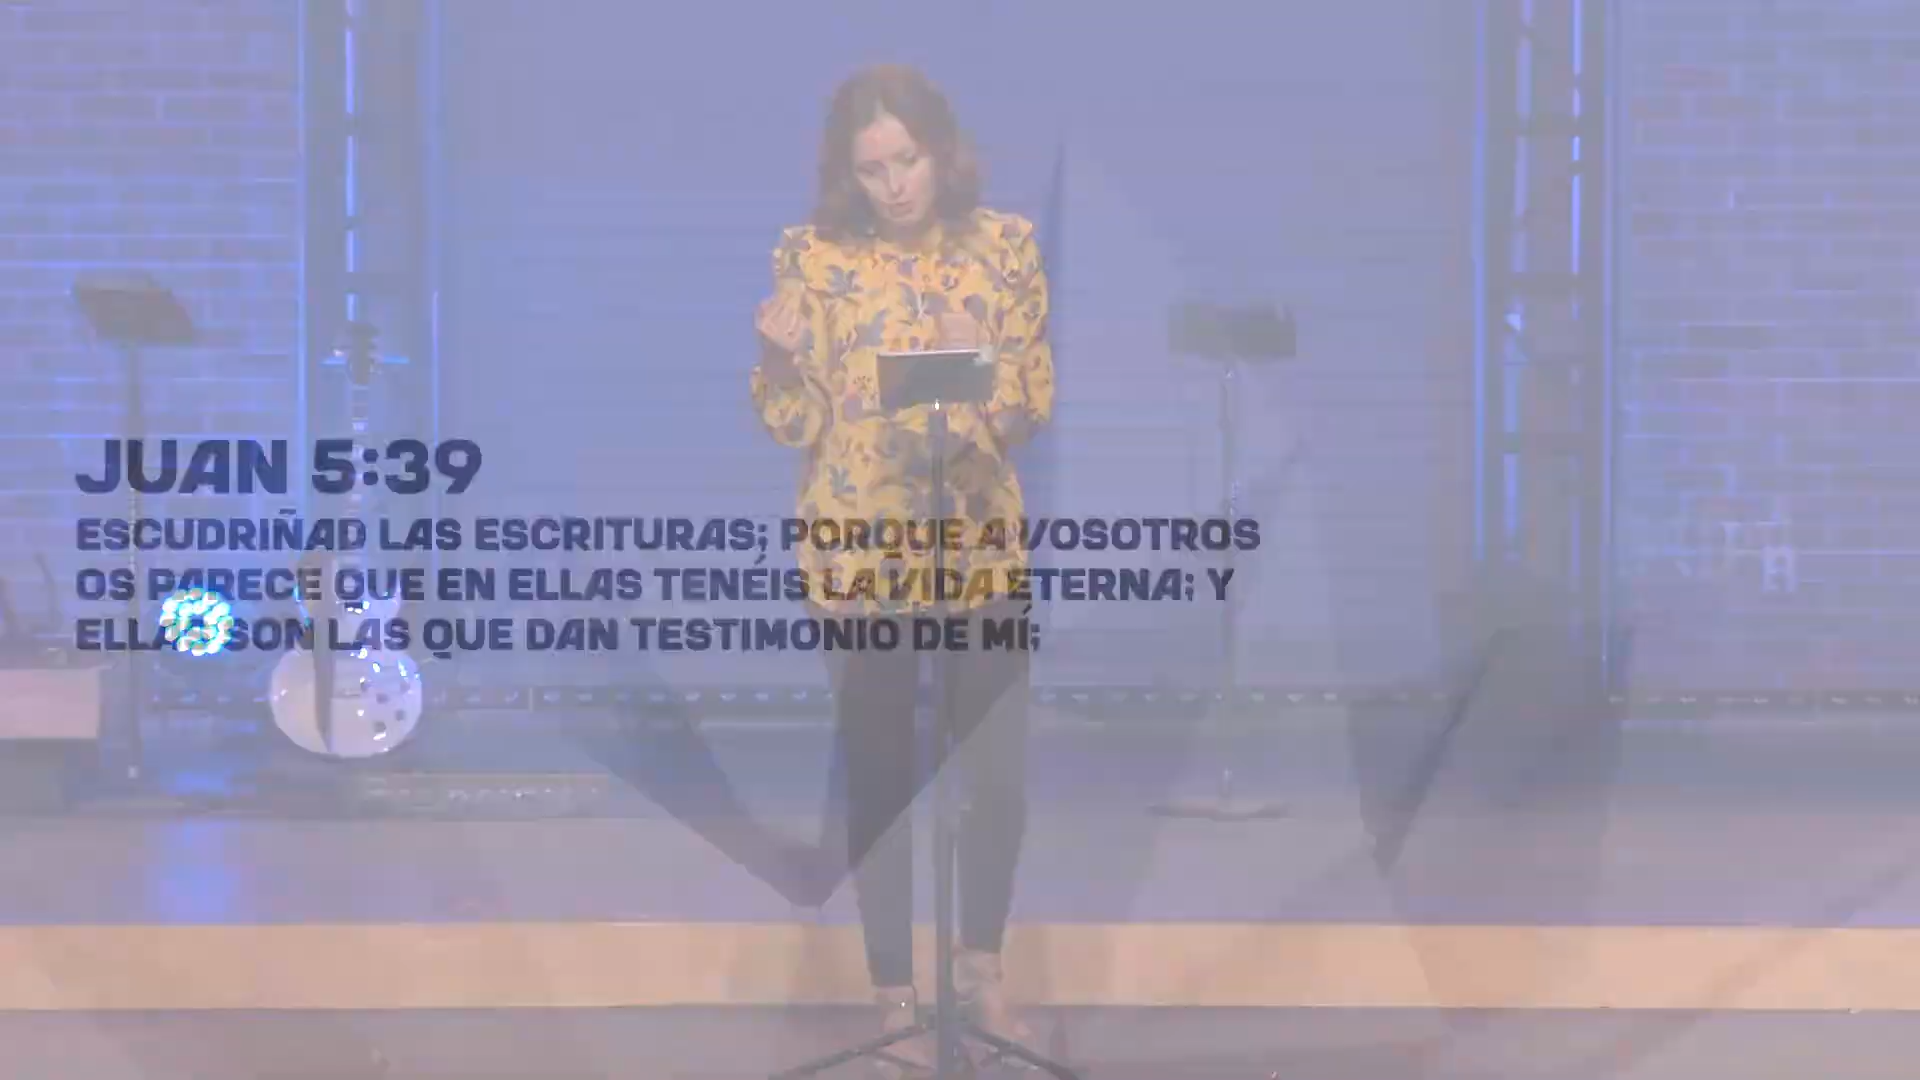 JUAN 5:39
ESCUDRIÑAD LAS ESCRITURAS; PORQUE A VOSOTROS
OS PARECE QUE EN ELLAS TENÉIS LA VIDA ETERNA; Y
ELLAS SON LAS QUE DAN TESTIMONIO DE MÍ;